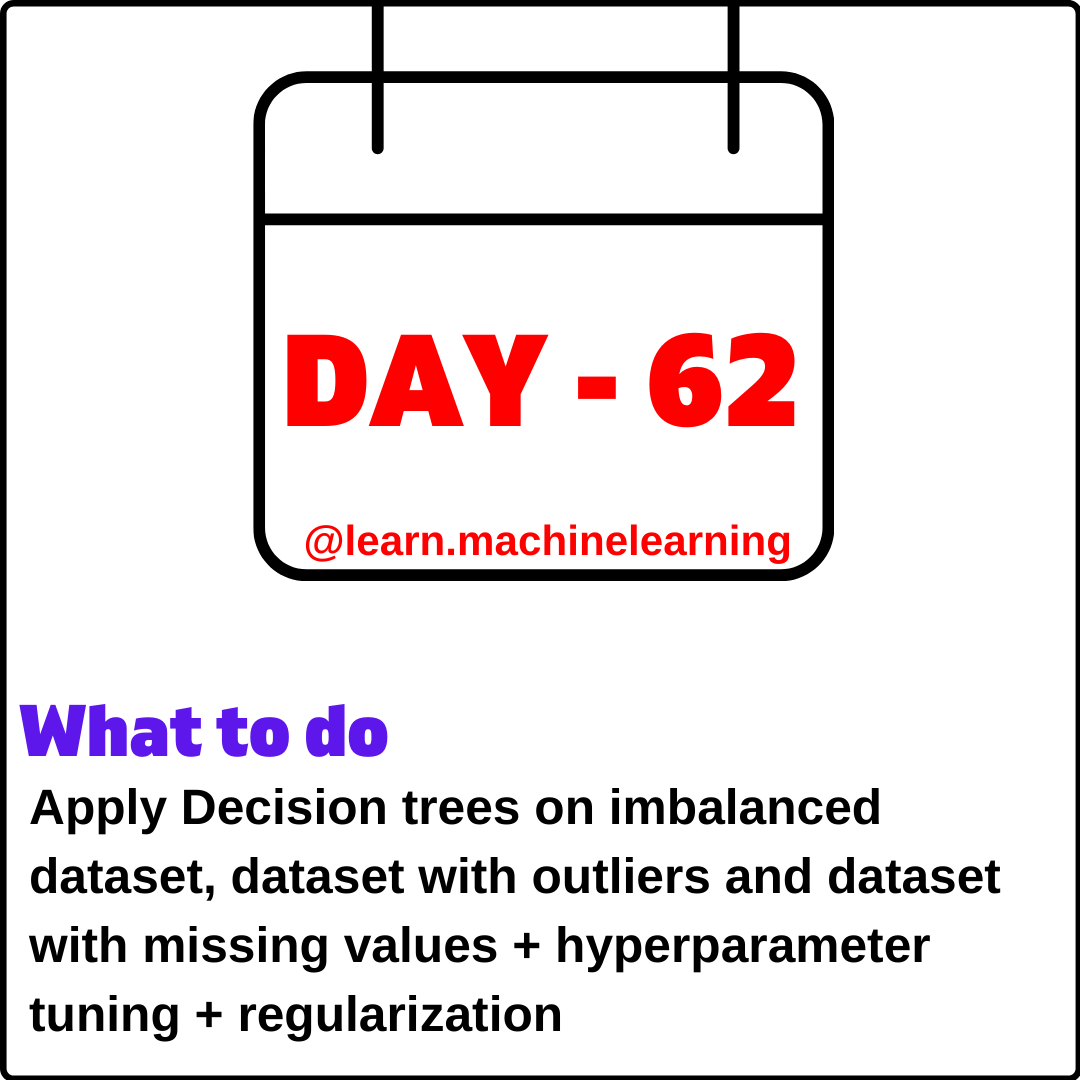 DAY - 62
@learn.machinelearning
What to do
Apply Decision trees on imbalanced
dataset, dataset with outliers and dataset
with missing values + hyperparameter
tuning + regularization